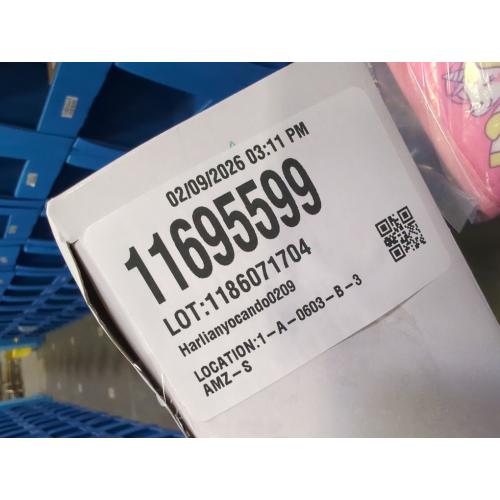 02/09/2026 03:11 PM
11695599
LOT:1186071704
Harlianyocando0209
LOCATION:1-A-0603-B-3
AMZ-S